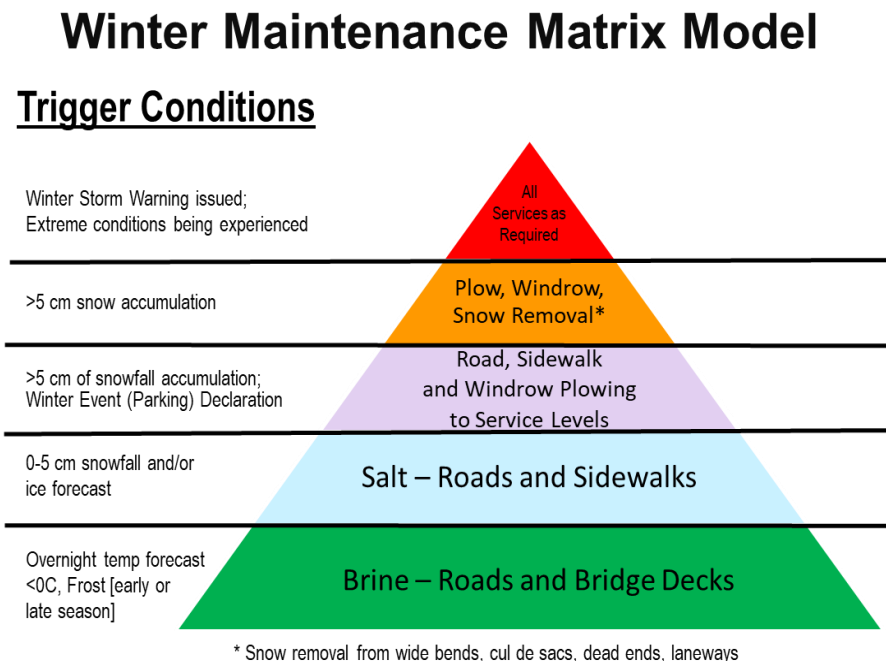 Winter Maintenance Matrix Model
Trigger Conditions
Winter Storm Warning issued;
Extreme conditions being experienced
All
Services as
Required
>5 cm snow accumulation
Plow, Windrow,
Snow Removal*
>5 cm of snowfall accumulation;
Winter Event (Parking) Declaration
Road, Sidewalk
and Windrow Plowing
to Service Levels
0-5 cm snowfall and/or
ice forecast
Salt – Roads and Sidewalks
Overnight temp forecast
<0C, Frost [early or
late season]
Brine – Roads and Bridge Decks
* Snow removal from wide bends, cul de sacs, dead ends, laneways